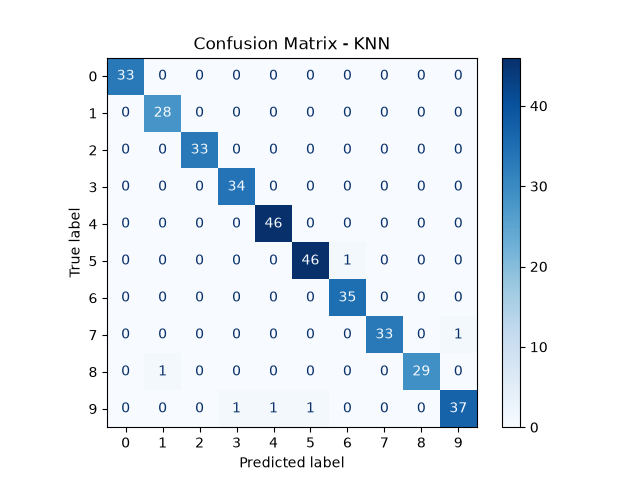 Confusion Matrix - KNN
0 33 0 0 0 0 0 0 0 0 0
1 0 28 0 0 0 0 0 0 0 0
2 0 0 33 0 0 0 0 0 0 0
3 0 0 0 34 0 0 0 0 0 0
4 0 0 0 0 46 0 0 0 0 0
5 0 0 0 0 0 46 1 0 0 0
6 0 0 0 0 0 0 35 0 0 0
7 0 0 0 0 0 0 0 33 0 1
8 0 1 0 0 0 0 0 0 29 0
9 0 0 0 1 1 1 0 0 0 37
0 1 2 3 4 5 6 7 8 9
Predicted label
True label
40
30
20
10
0